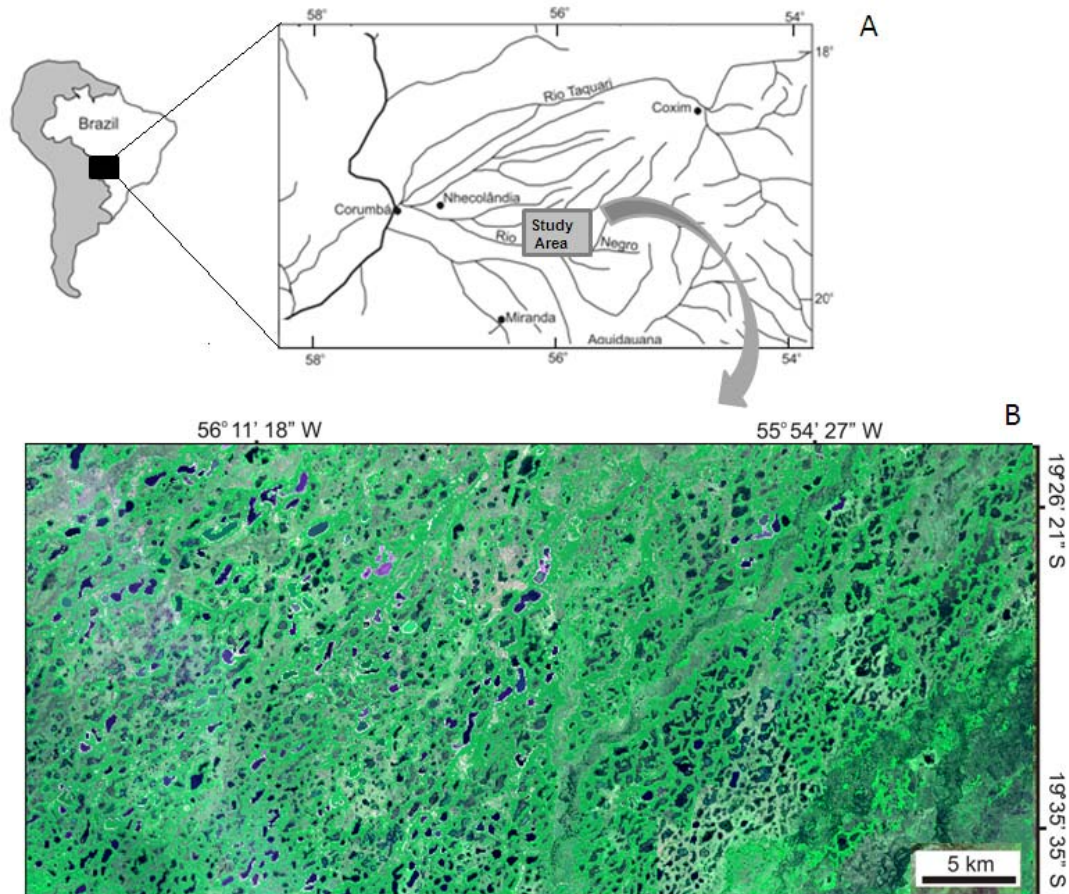 A
58°
56°
54°
18°
Brazil
Rio Taquari
Coxim
Nhecolândia
Corumbá
Study
Area
Rio
Negro
20°
Miranda
Aquidauana
58°
56°
54°
B
56° 11' 18" W
55° 54' 27" W
19° 26' 21" S
19° 35' 35" S
5 km